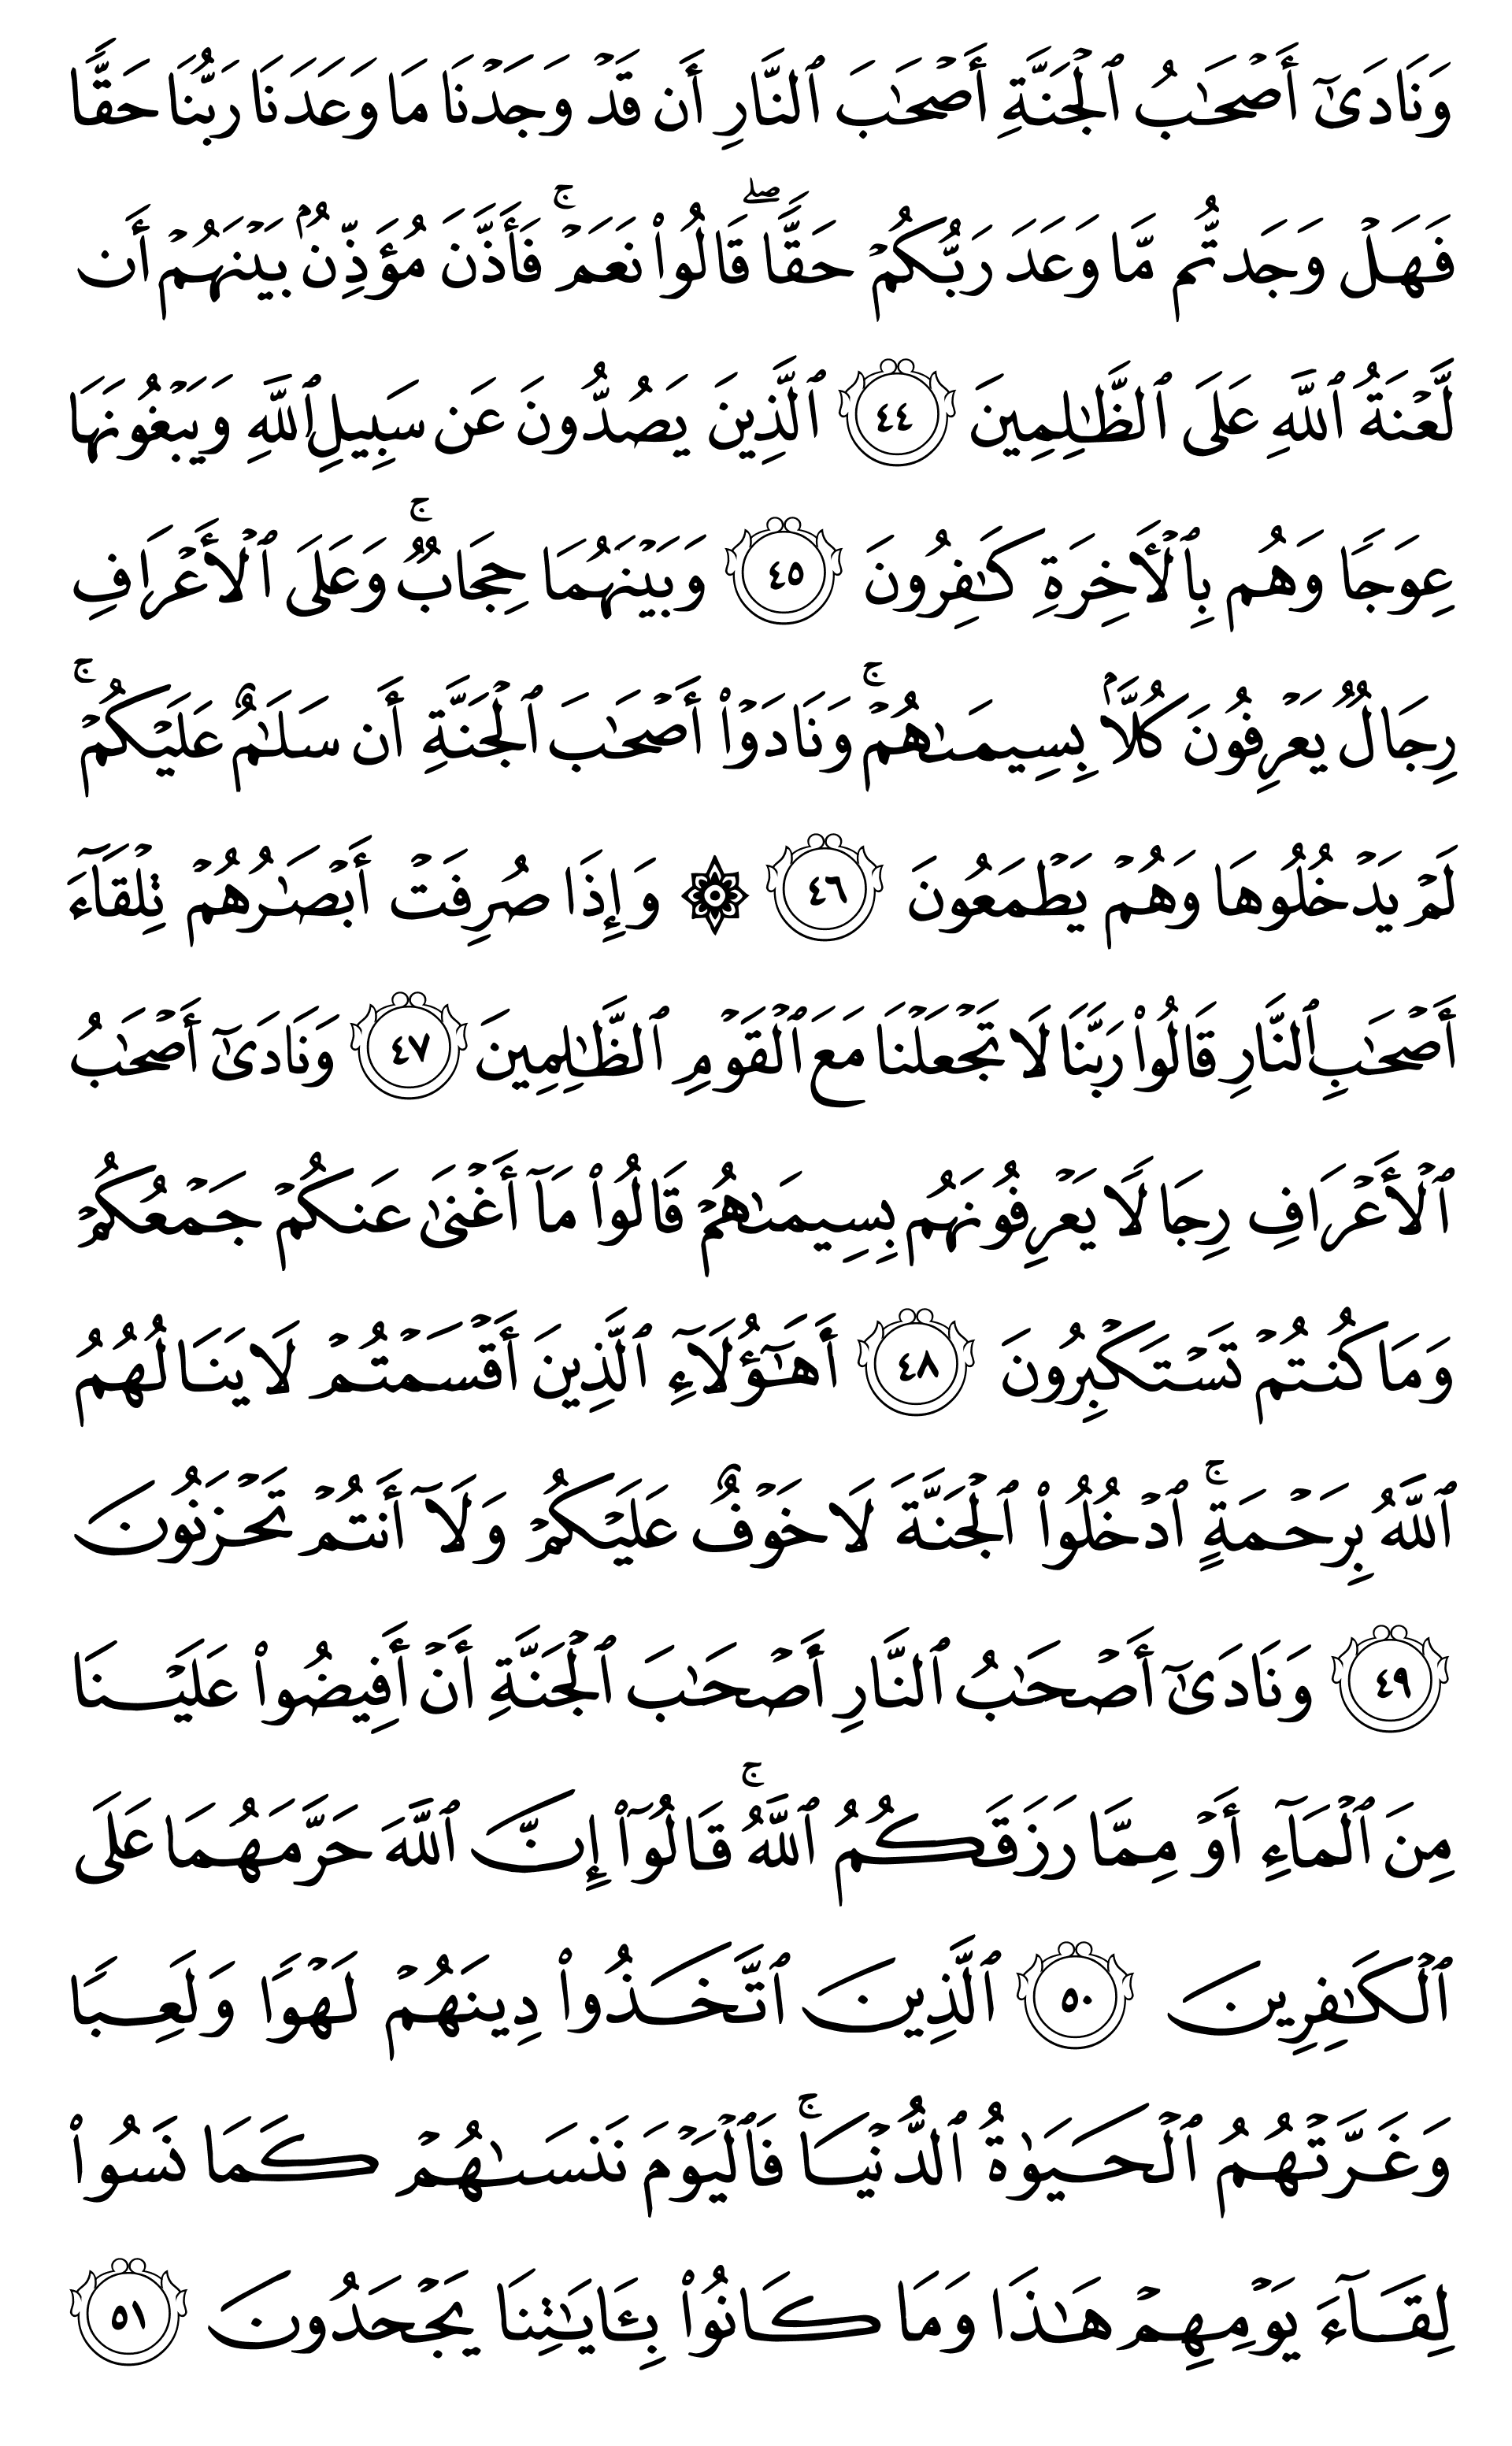 وَنَادَىٰٓ أَصۡحَٰبُ ٱلۡجَنَّةِ أَصۡحَٰبَ ٱلنَّارِ أَن قَدۡ وَجَدۡنَا مَا وَعَدَنَا رَبُّنَا حَقّٗا
فَهَلۡ وَجَدتُّم مَّا وَعَدَ رَبُّكُمۡ حَقّٗاۖ قَالُواْ نَعَمۡۚ فَأَذَّنَ مُؤَذِّنُۢ بَيۡنَهُمۡ أَن
لَّعۡنَةُ ٱللَّهِ عَلَى ٱلظَّٰلِمِينَ ٤٤ ٱلَّذِينَ يَصُدُّونَ عَن سَبِيلِ ٱللَّهِ وَيَبۡغُونَهَا
عِوَجٗا وَهُم بِٱلۡأٓخِرَةِ كَٰفِرُونَ ٤٥ وَبَيۡنَهُمَا حِجَابٞۚ وَعَلَى ٱلۡأَعۡرَافِ
رِجَالٞ يَعۡرِفُونَ كُلَّۢا بِسِيمَىٰهُمۡۚ وَنَادَوۡاْ أَصۡحَٰبَ ٱلۡجَنَّةِ أَن سَلَٰمٌ عَلَيۡكُمۡۚ
لَمۡ يَدۡخُلُوهَا وَهُمۡ يَطۡمَعُونَ ٤٦ ۞ وَإِذَا صُرِفَتۡ أَبۡصَٰرُهُمۡ تِلۡقَآءَ
أَصۡحَٰبِ ٱلنَّارِ قَالُواْ رَبَّنَا لَا تَجۡعَلۡنَا مَعَ ٱلۡقَوۡمِ ٱلظَّٰلِمِينَ ٤٧ وَنَادَىٰٓ أَصۡحَٰبُ
ٱلۡأَعۡرَافِ رِجَالٗا يَعۡرِفُونَهُم بِسِيمَىٰهُمۡ قَالُواْ مَآ أَغۡنَىٰ عَنكُمۡ جَمۡعُكُمۡ
وَمَا كُنتُمۡ تَسۡتَكۡبِرُونَ ٤٨ أَهَٰٓؤُلَآءِ ٱلَّذِينَ أَقۡسَمۡتُمۡ لَا يَنَالُهُمُ
ٱللَّهُ بِرَحۡمَةٍۚ ٱدۡخُلُواْ ٱلۡجَنَّةَ لَا خَوۡفٌ عَلَيۡكُمۡ وَلَآ أَنتُمۡ تَحۡزَنُونَ
٤٩ وَنَادَىٰٓ أَصۡحَٰبُ ٱلنَّارِ أَصۡحَٰبَ ٱلۡجَنَّةِ أَنۡ أَفِيضُواْ عَلَيۡنَا
مِنَ ٱلۡمَآءِ أَوۡ مِمَّا رَزَقَكُمُ ٱللَّهُۚ قَالُوٓاْ إِنَّ ٱللَّهَ حَرَّمَهُمَا عَلَى
ٱلۡكَٰفِرِينَ ٥٠ ٱلَّذِينَ ٱتَّخَذُواْ دِينَهُمۡ لَهۡوٗا وَلَعِبٗا
وَغَرَّتۡهُمُ ٱلۡحَيَوٰةُ ٱلدُّنۡيَاۚ فَٱلۡيَوۡمَ نَنسَىٰهُمۡ كَمَا نَسُواْ
لِقَآءَ يَوۡمِهِمۡ هَٰذَا وَمَا كَانُواْ بِـَٔايَٰتِنَا يَجۡحَدُونَ ٥١